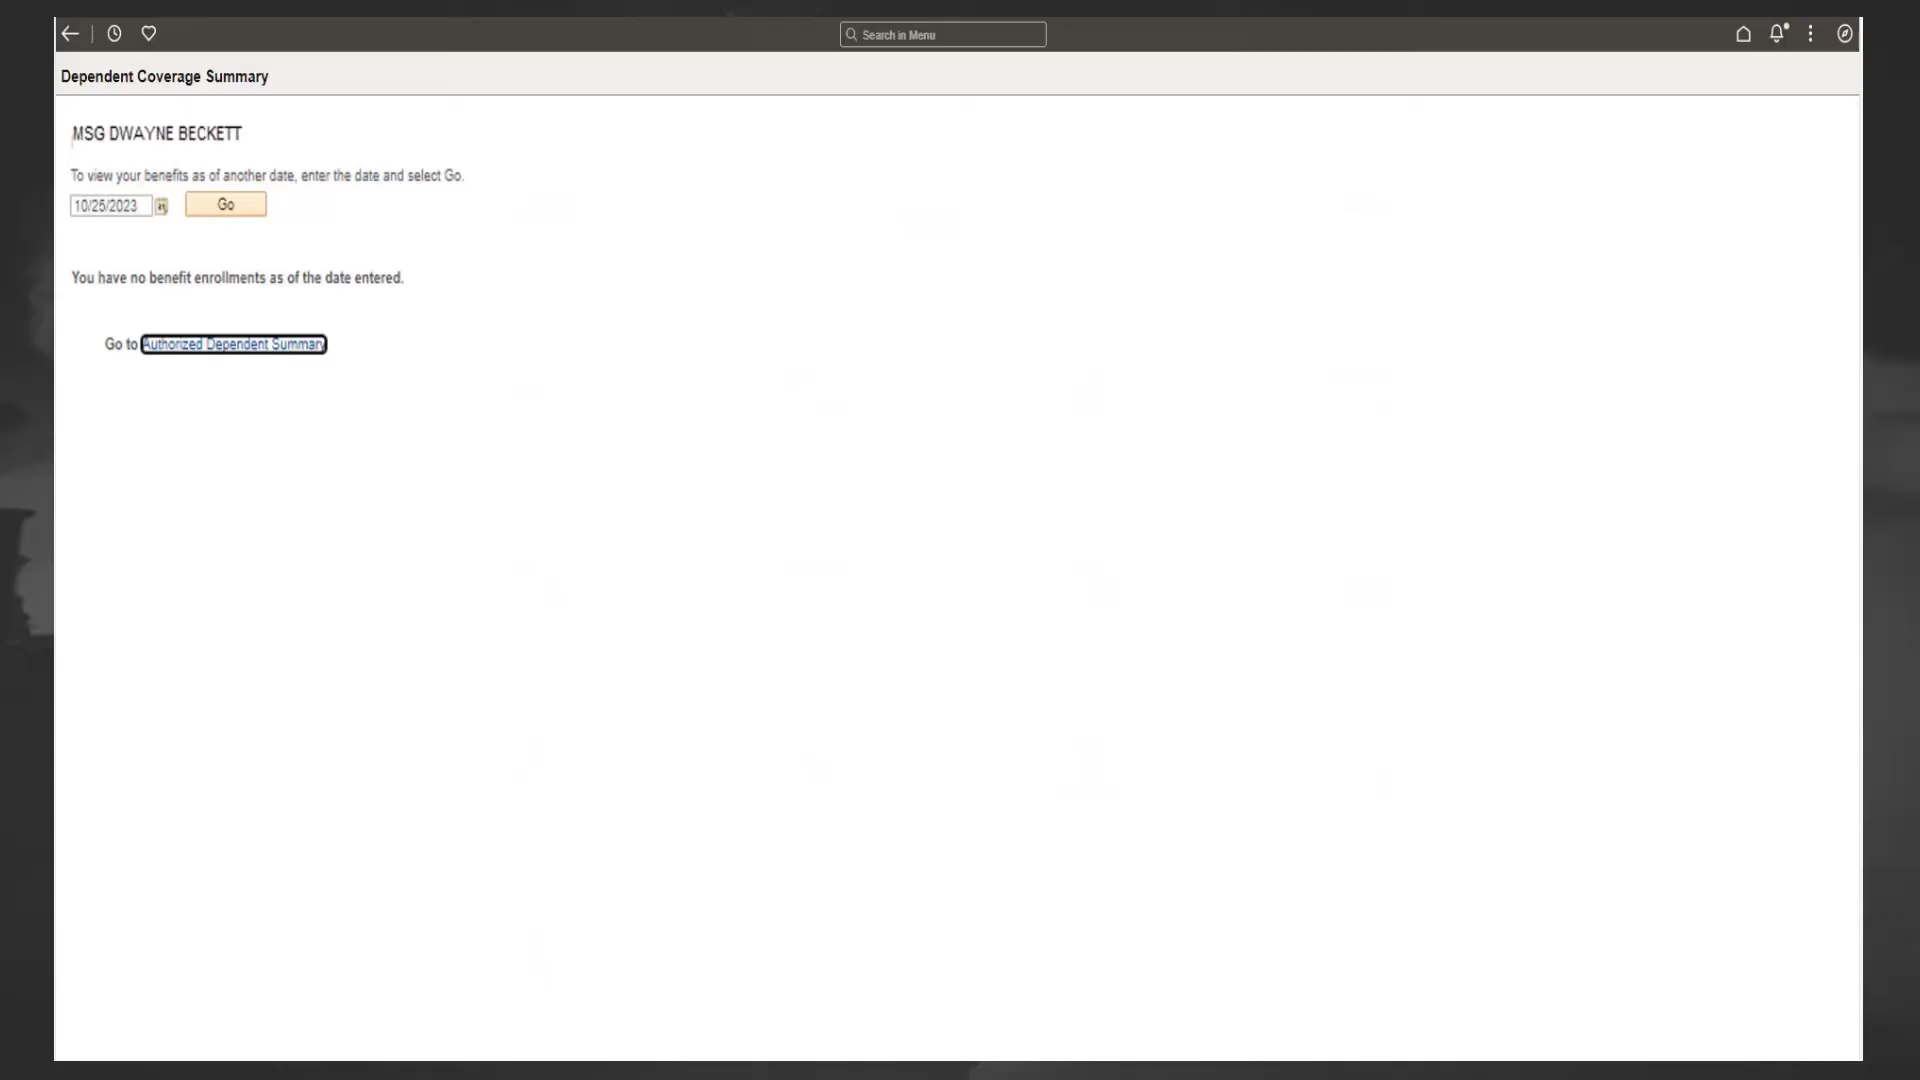 Search in Menu
Dependent Coverage Summary
MSG DWAYNE BECKETT
To view your benefits as of another date, enter the date and select Go.
10/25/2023 Go
You have no benefit enrollments as of the date entered.
Go to Authorized Dependent Summary